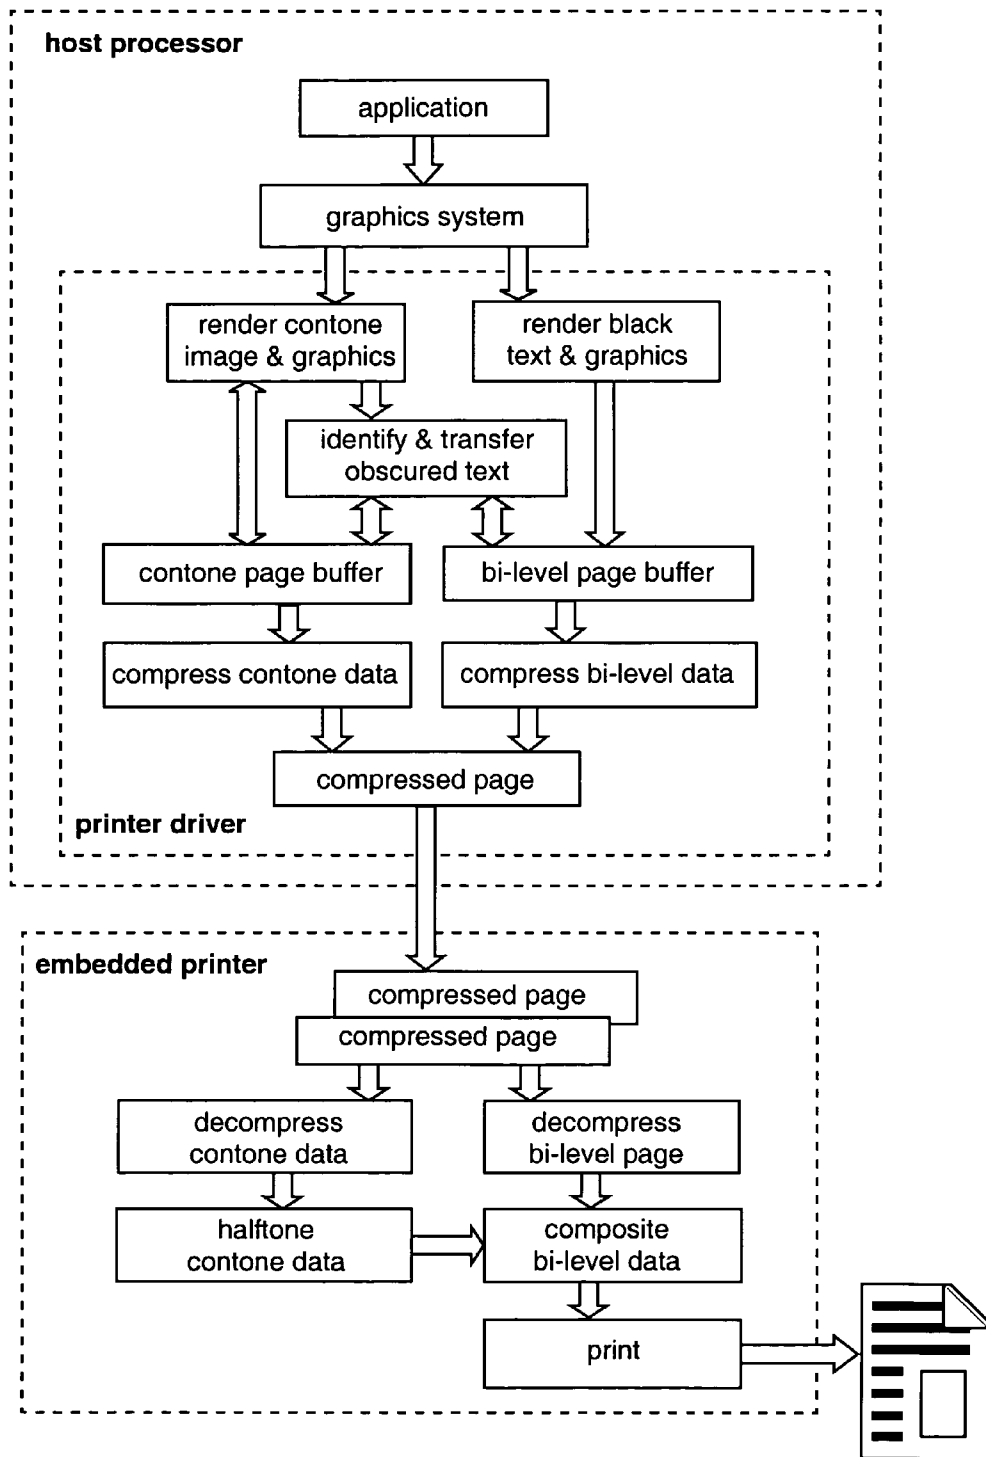 host processor
application
graphics system
render contone
image & graphics
render black
text & graphics
identify & transfer
obscured text
contone page buffer
bi-level page buffer
compress contone data
compress bi-level data
compressed page
printer driver
embedded printer
compressed page
compressed page
decompress
contone data
decompress
bi-level page
halftone
contone data
composite
bi-level data
print